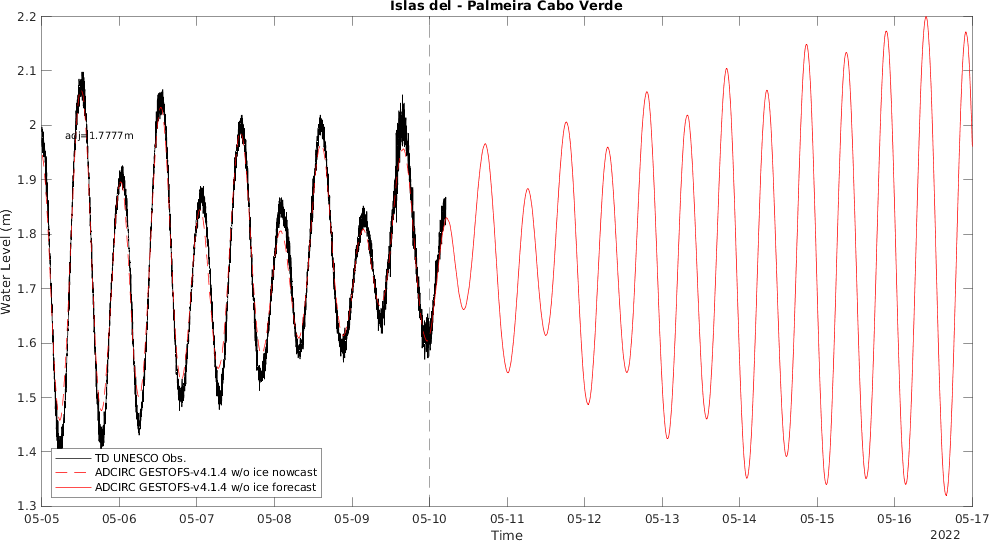 Islas del - Palmeira Cabo Verde
2.2
2.1
2
1.9
1.8
1.7
1.6
1.5
1.4
1.3
Water Level (m)
adj=1.7777m
TD UNESCO Obs.
ADCIRC GESTOFS-v4.1.4 w/o ice nowcast
ADCIRC GESTOFS-v4.1.4 w/o ice forecast
05-05 05-06 05-07 05-08 05-09 05-10 05-11 05-12 05-13 05-14 05-15 05-16 05-17
Time
2022